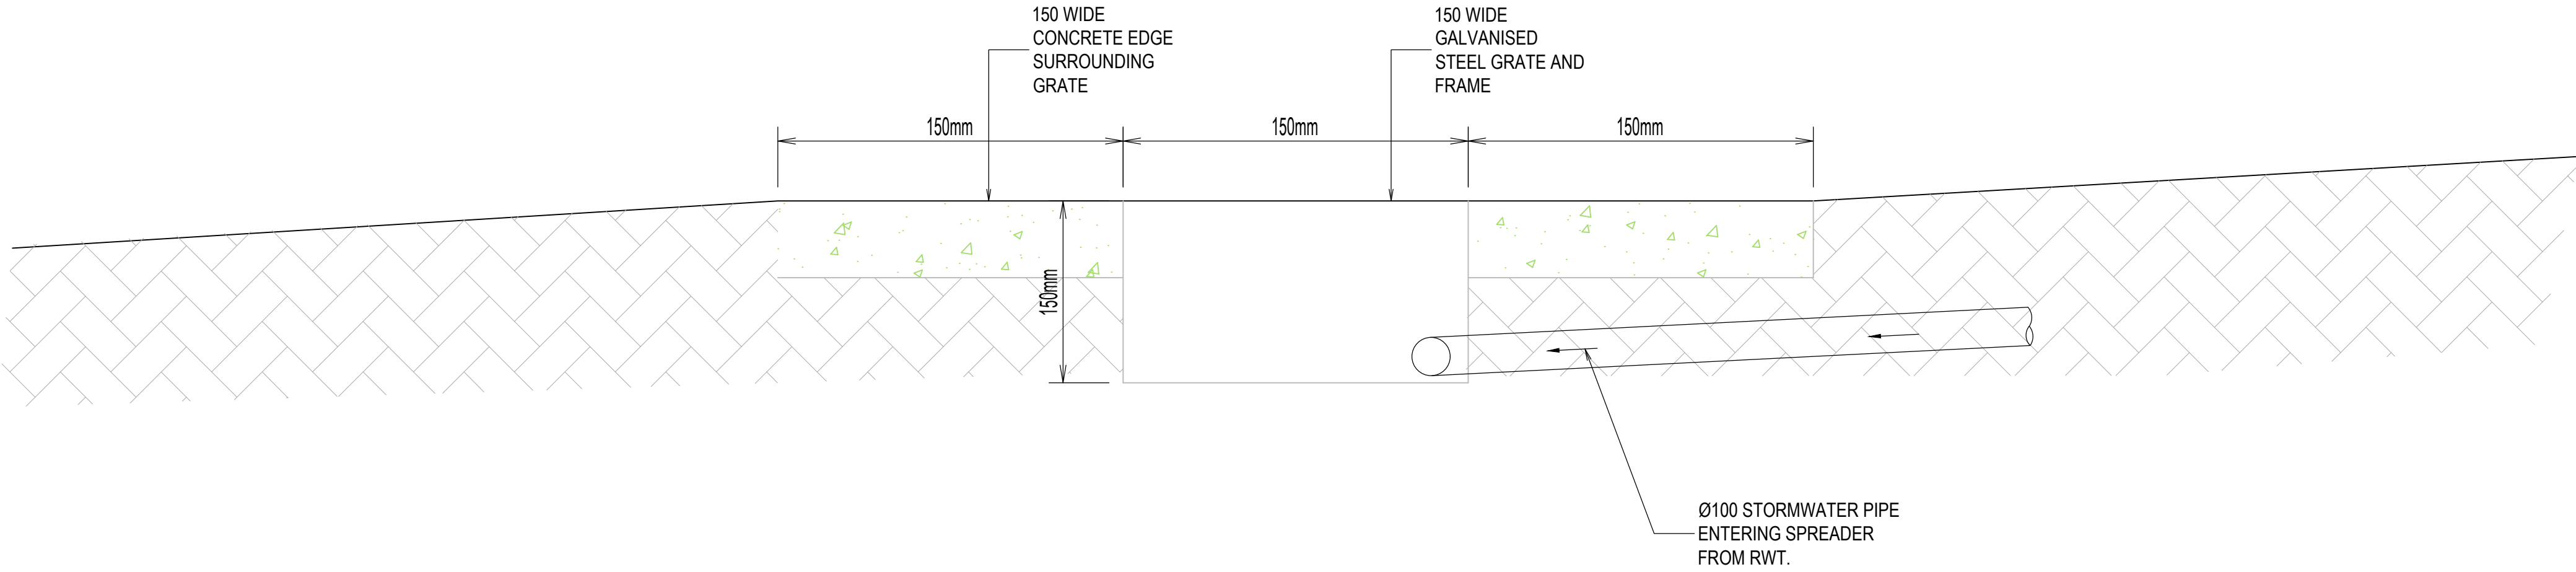 150 WIDE
CONCRETE EDGE
SURROUNDING
GRATE
150 WIDE
GALVANISED
STEEL GRATE AND
FRAME
150mm
150mm
150mm
150mm
Ø100 STORMWATER PIPE
ENTERING SPREADER
FROM RWT.